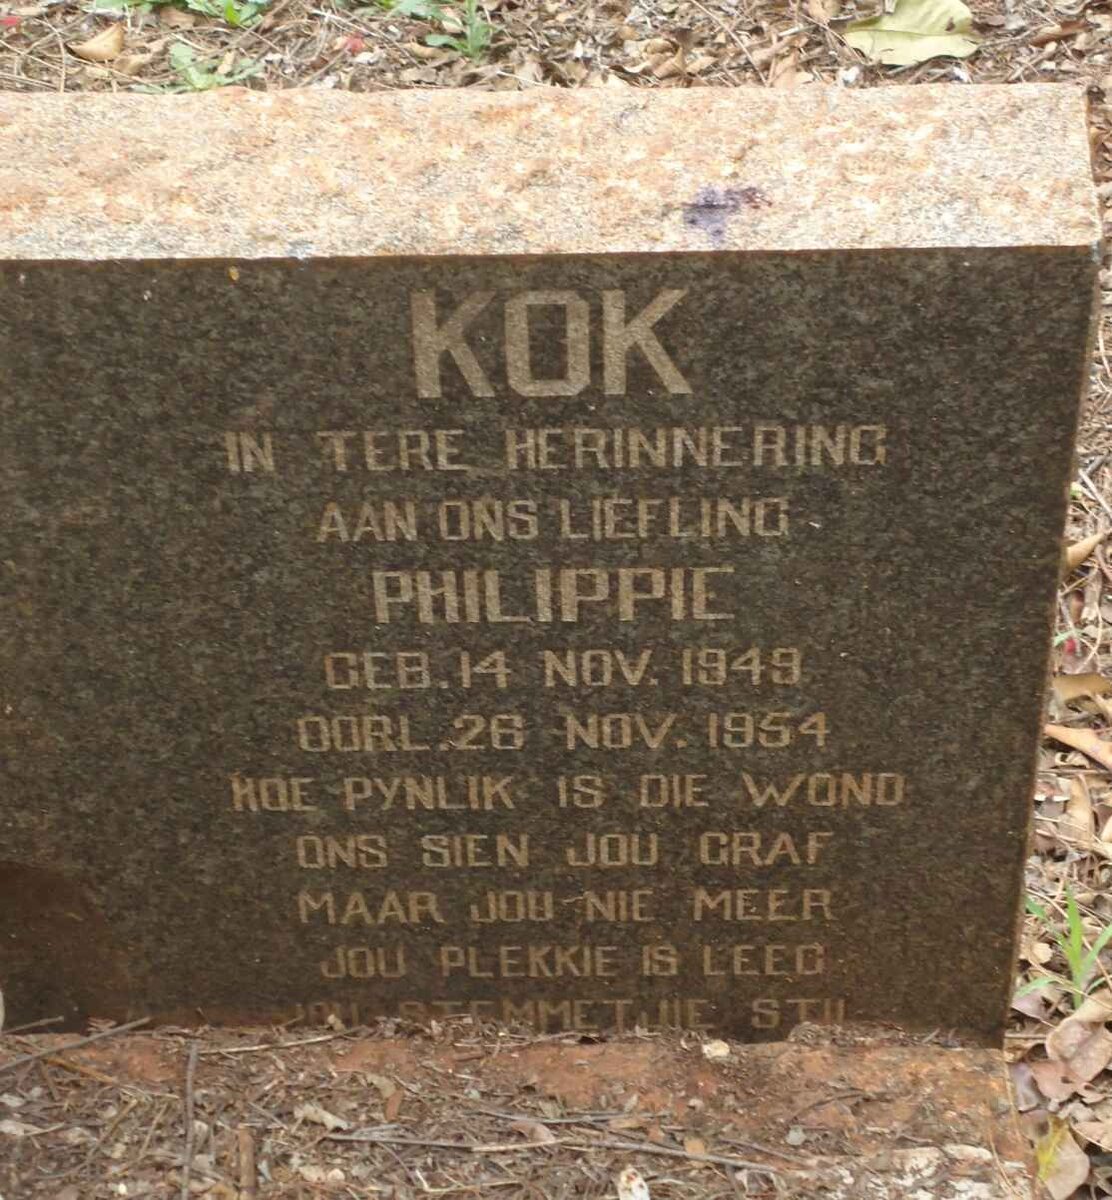 KOK
IN TERE HERINNERING
AAN ONS LIEFLING
PHILIPPIE
GEB. 14 NOV. 1949
OORL. 26 NOV. 1954
HOE PYNLIK IS DIE WOND
ONS SIEN JOU GRAF
MAAR JOU NIE MEER
JOU PLEKKIE IS LEEG
JOU STEMMETJIE STIL